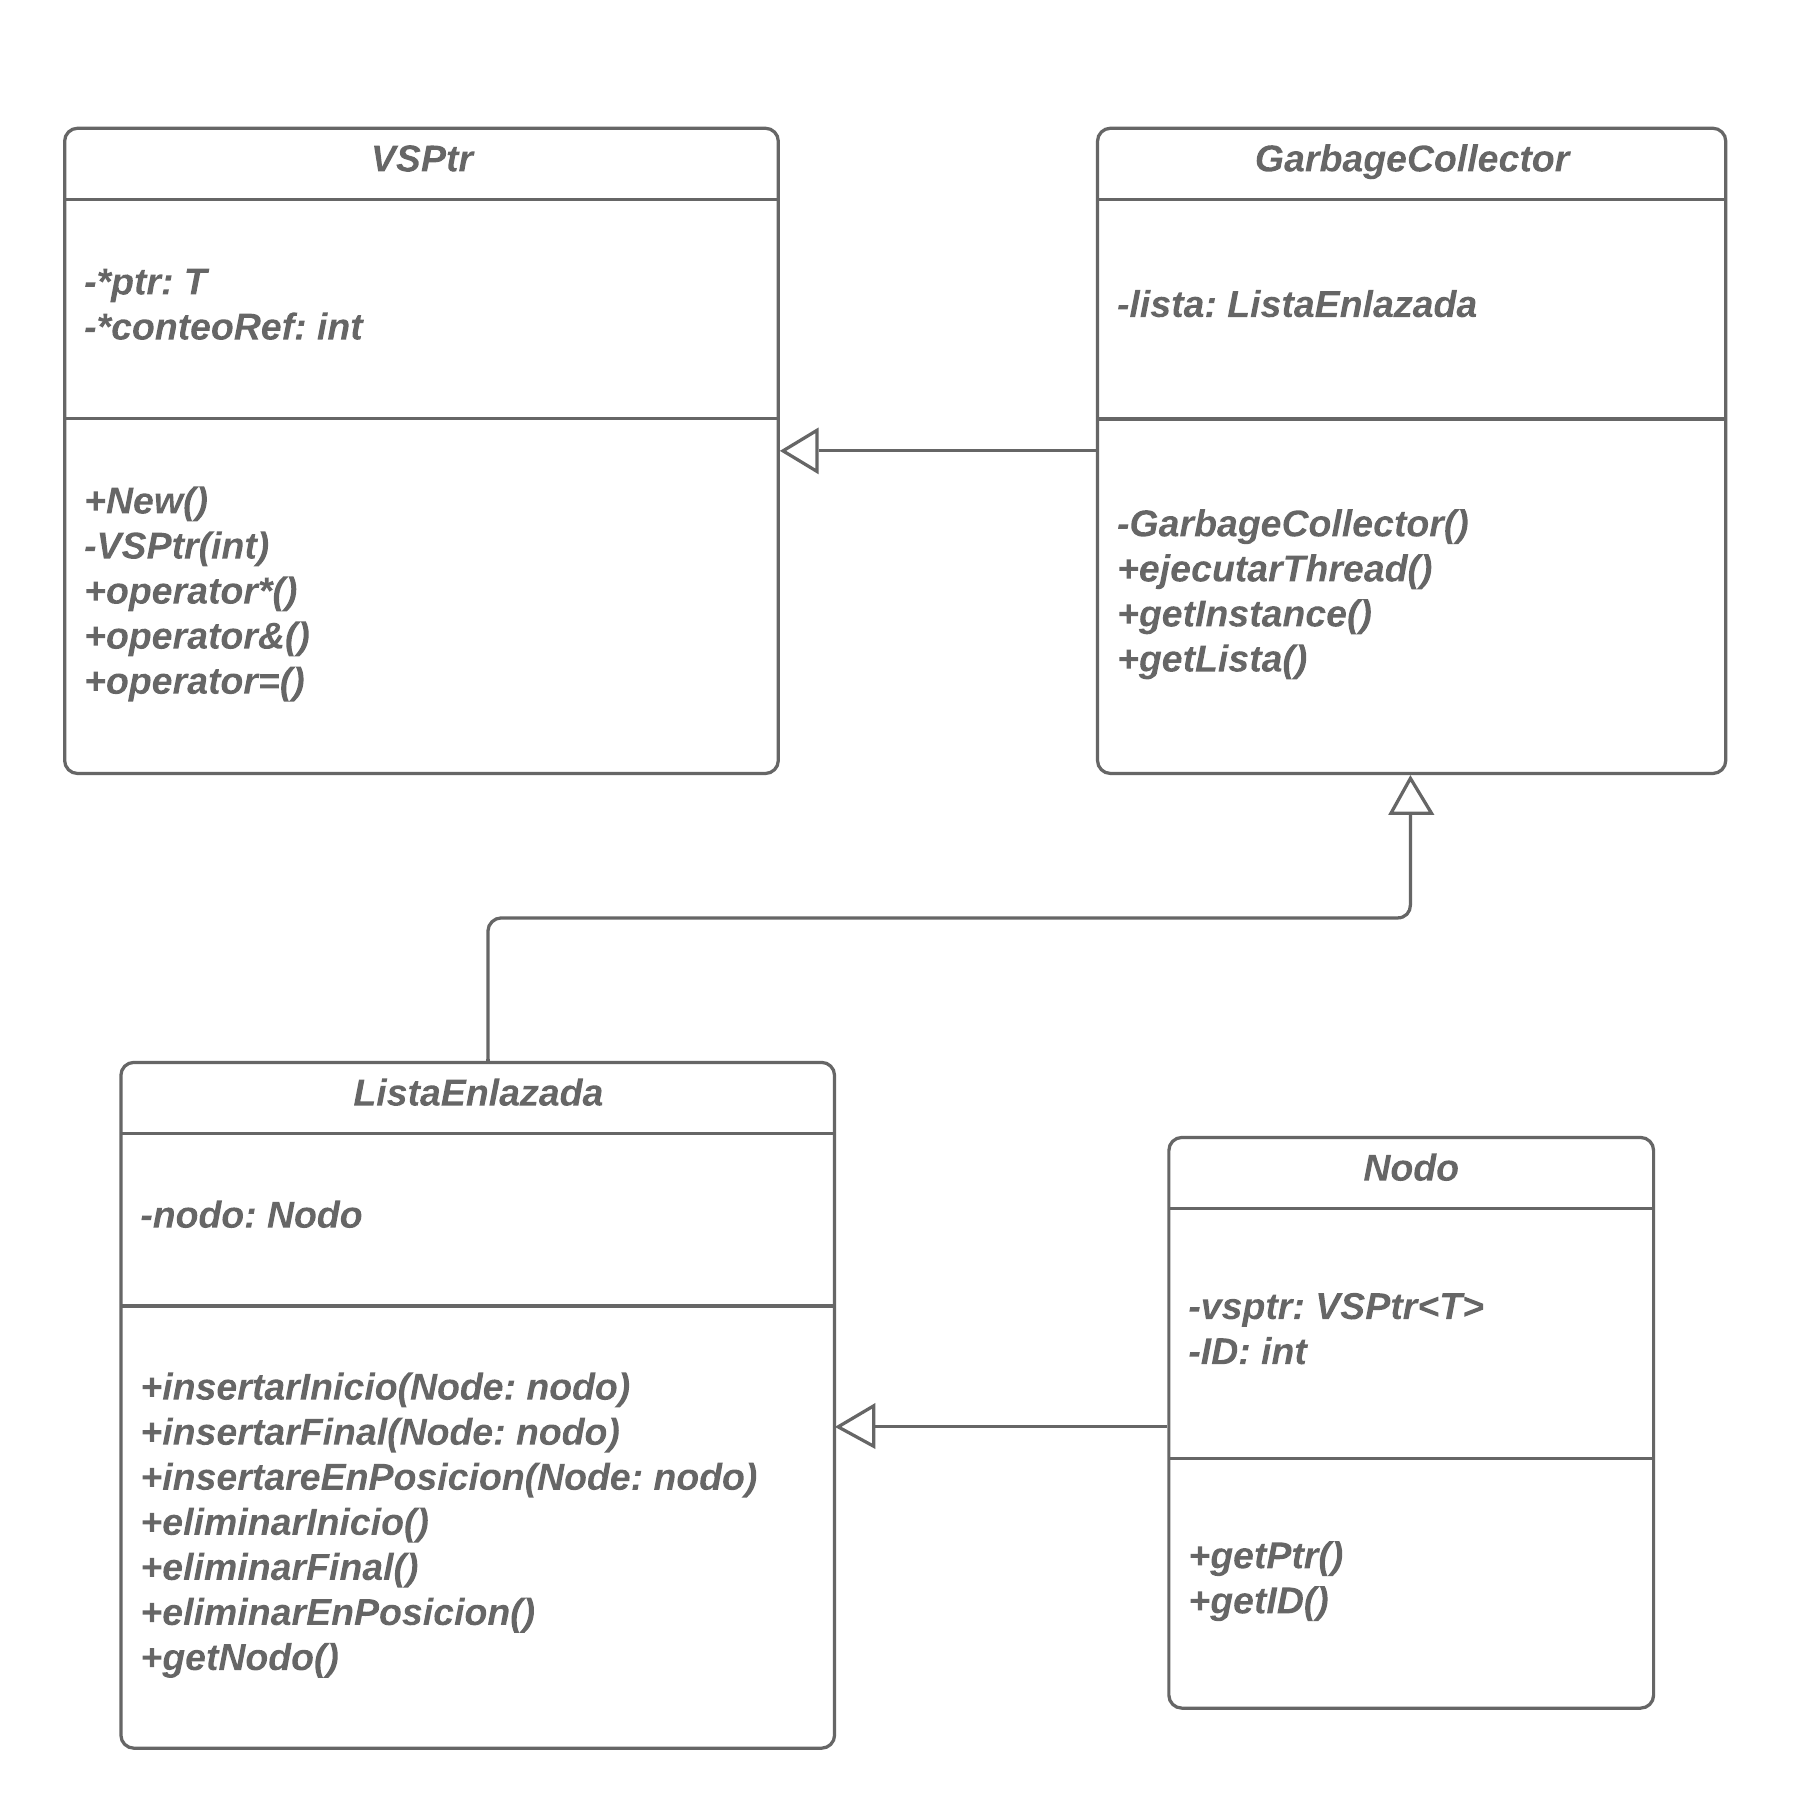 VSPtr
-*ptr: T
-*conteoRef: int
+New()
-VSPtr(int)
+operator*()
+operator&()
+operator=()
GarbageCollector
-lista: ListaEnlazada
-GarbageCollector()
+ejecutarThread()
+getInstance()
+getLista()
ListaEnlazada
-nodo: Nodo
+insertarInicio(Node: nodo)
+insertarFinal(Node: nodo)
+insertareEnPosicion(Node: nodo)
+eliminarInicio()
+eliminarFinal()
+eliminarEnPosicion()
+getNodo()
Nodo
-vsptr: VSPtr<T>
-ID: int
+getPtr()
+getID()